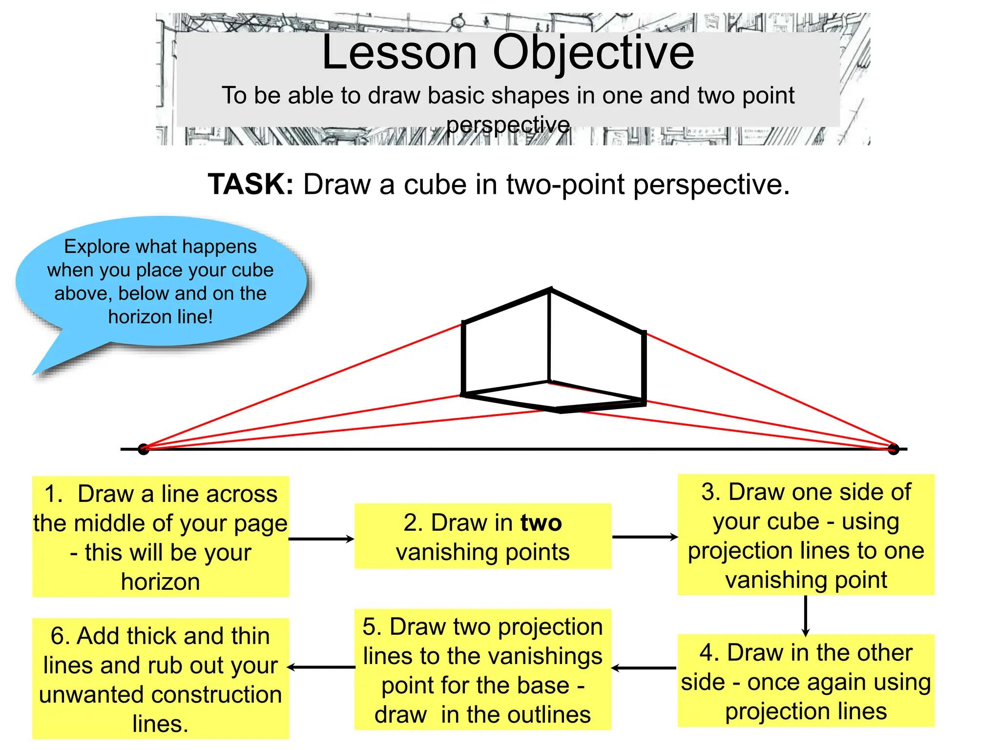 Lesson Objective
To be able to draw basic shapes in one and two point
perspective
TASK: Draw a cube in two-point perspective.
Explore what happens
when you place your cube
above, below and on the
horizon line!
1.  Draw a line across
the middle of your page
- this will be your
horizon
2. Draw in two
vanishing points
3. Draw one side of
your cube - using
projection lines to one
vanishing point
4. Draw in the other
side - once again using
projection lines
5. Draw two projection
lines to the vanishings
point for the base -
draw  in the outlines
6. Add thick and thin
lines and rub out your
unwanted construction
lines.